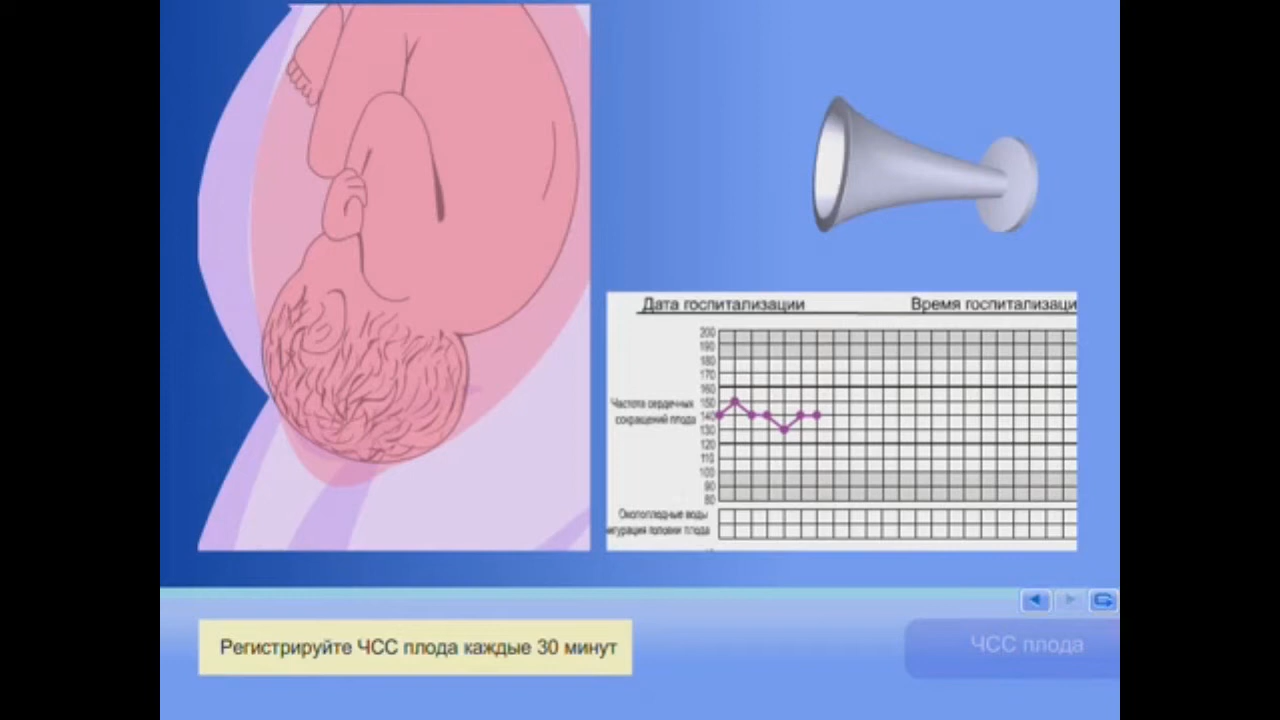 Дата госпитализации Время госпитализаци
200
190
180
170
160
150
Частота сердечных
140
сокращений плода
130
120
110
100
90
80
Околоплодные воды
игурация головки плода
Регистрируйте ЧСС плода каждые 30 минут
ЧСС плода